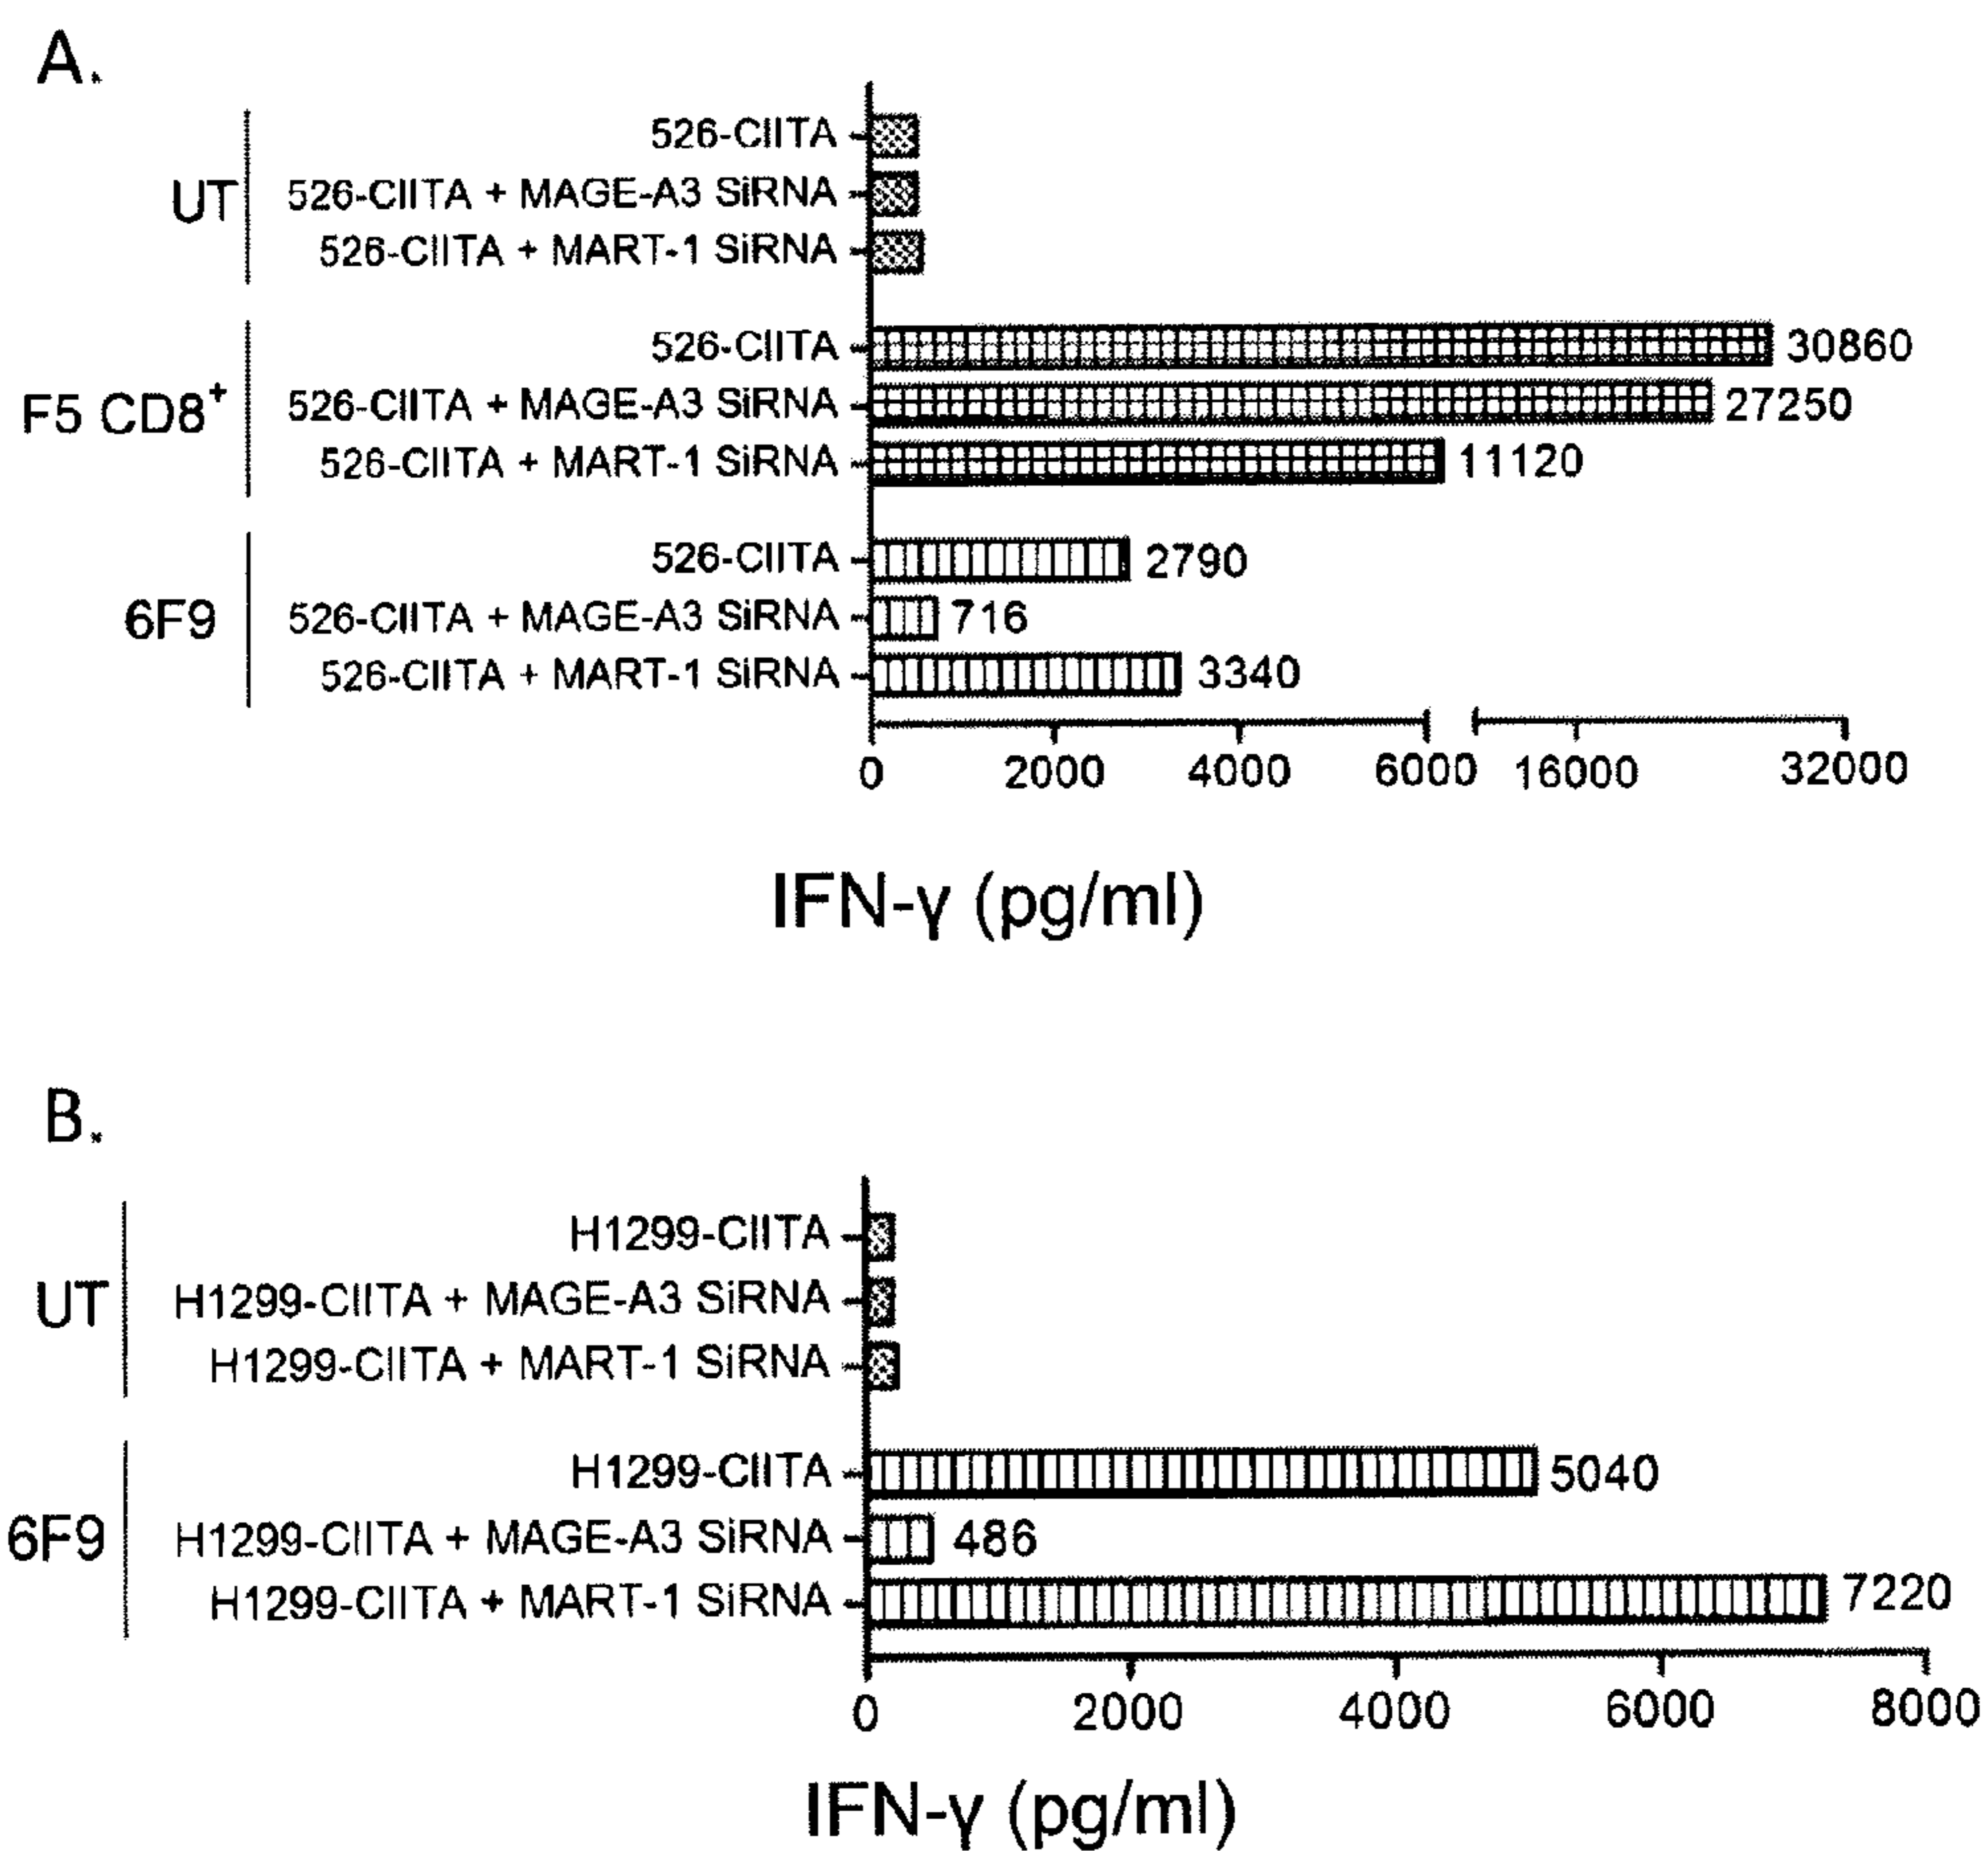 A.
526-CIITA
UT 526-CIITA + MAGE-A3 SiRNA
526-CIITA + MART-1 SiRNA
526-CIITA 30860
F5 CD8+ 526-CIITA + MAGE-A3 SiRNA 27250
526-CIITA + MART-1 SiRNA 11120
526-CIITA 2790
6F9 526-CIITA + MAGE-A3 SiRNA 716
526-CIITA + MART-1 SiRNA 3340
0 2000 4000 6000 16000 32000
IFN-γ (pg/ml)
B.
H1299-CIITA
UT H1299-CIITA + MAGE-A3 SiRNA
H1299-CIITA + MART-1 SiRNA
H1299-CIITA 5040
6F9 H1299-CIITA + MAGE-A3 SiRNA 486
H1299-CIITA + MART-1 SiRNA 7220
0 2000 4000 6000 8000
IFN-γ (pg/ml)